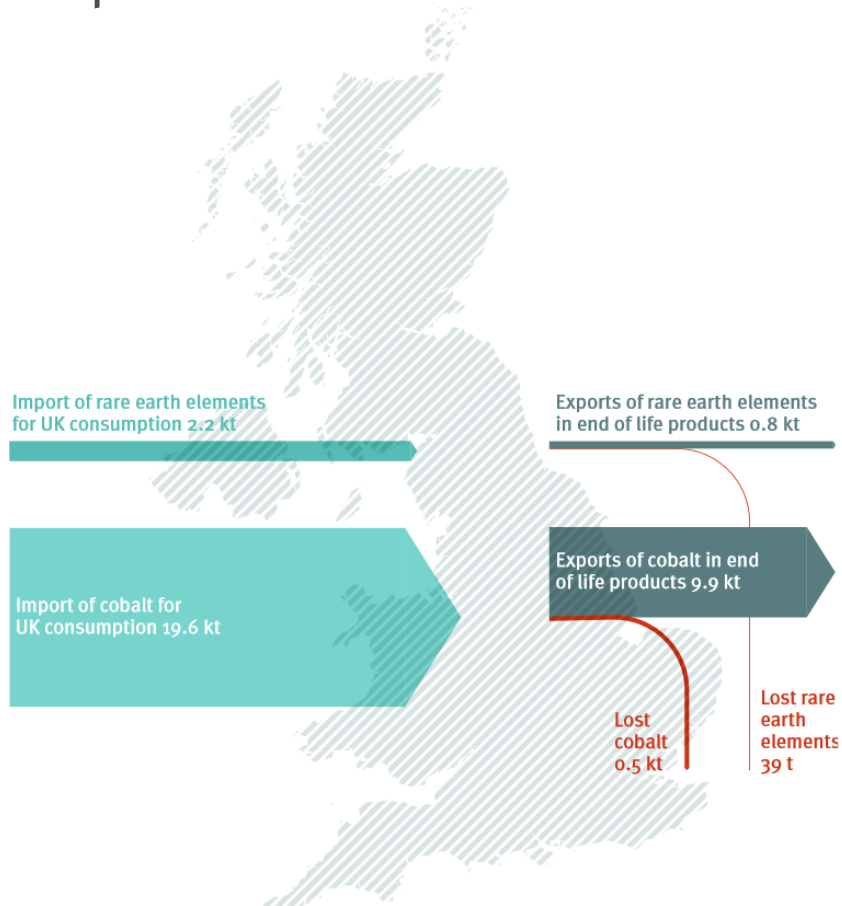 Import of rare earth elements
for UK consumption 2.2 kt
Exports of rare earth elements
in end of life products 0.8 kt
Import of cobalt for
UK consumption 19.6 kt
Exports of cobalt in end
of life products 9.9 kt
Lost
cobalt
0.5 kt
Lost rare
earth
elements
39 t